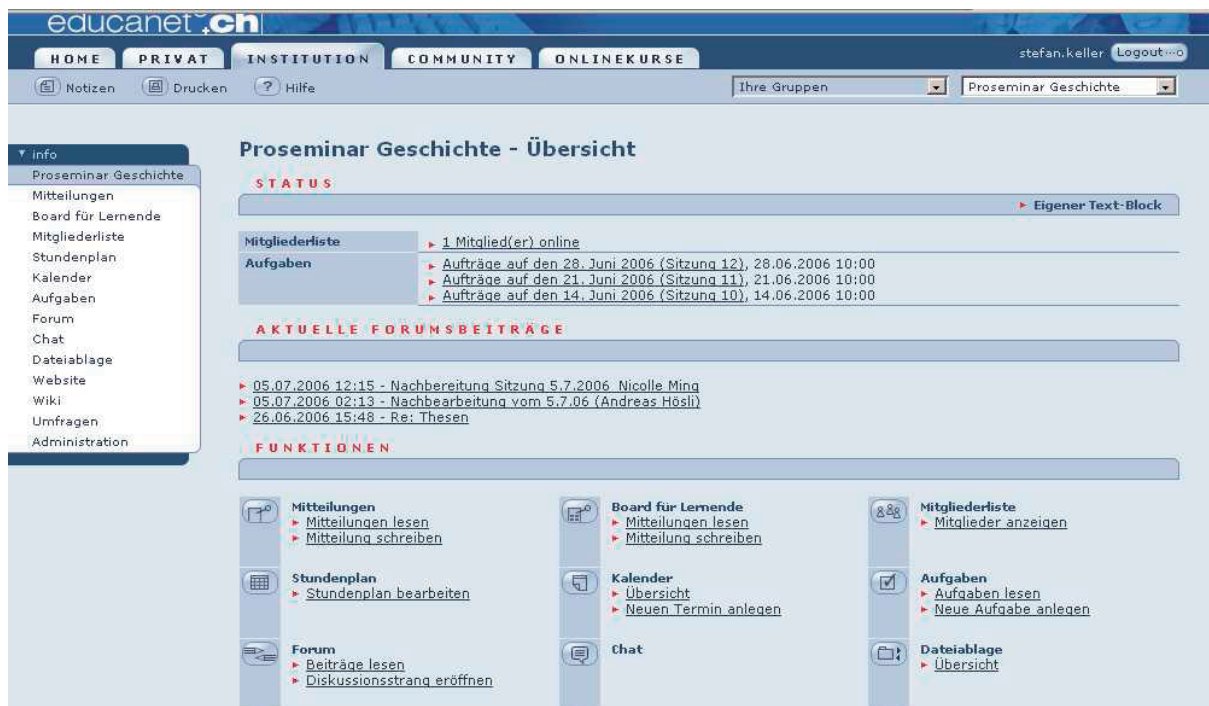 educanet°.ch
HOME PRIVAT INSTITUTION COMMUNITY ONLINEKURSE stefan.keller Logout
Notizen Drucken ? Hilfe Ihre Gruppen Proseminar Geschichte
info
Proseminar Geschichte
Mitteilungen
Board für Lernende
Mitgliederliste
Stundenplan
Kalender
Aufgaben
Forum
Chat
Dateiablage
Website
Wiki
Umfragen
Administration
Proseminar Geschichte - Übersicht
STATUS
Eigener Text-Block
Mitgliederliste 1 Mitglied(er) online
Aufgaben Aufträge auf den 28. Juni 2006 (Sitzung 12), 28.06.2006 10:00
Aufträge auf den 21. Juni 2006 (Sitzung 11), 21.06.2006 10:00
Aufträge auf den 14. Juni 2006 (Sitzung 10), 14.06.2006 10:00
AKTUELLE FORUMSBEITRÄGE
05.07.2006 12:15 - Nachbereitung Sitzung 5.7.2006 Nicolle Ming
05.07.2006 02:13 - Nachbearbeitung vom 5.7.06 (Andreas Hösli)
26.06.2006 15:48 - Re: Thesen
FUNKTIONEN
Mitteilungen
Mitteilungen lesen
Mitteilung schreiben
Board für Lernende
Mitteilungen lesen
Mitteilung schreiben
Mitgliederliste
Mitglieder anzeigen
Stundenplan
Stundenplan bearbeiten
Kalender
Übersicht
Neuen Termin anlegen
Aufgaben
Aufgaben lesen
Neue Aufgabe anlegen
Forum
Beiträge lesen
Diskussionsstrang eröffnen
Chat
Dateiablage
Übersicht